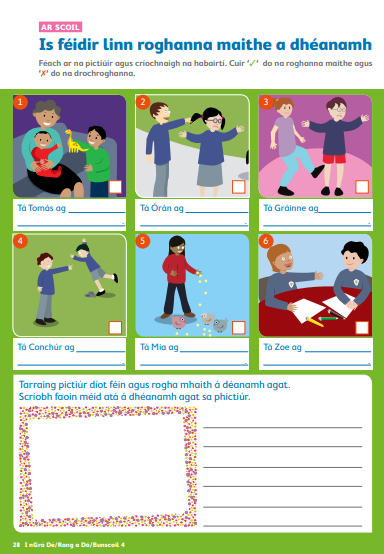 AR SCOIL
Is féidir linn roghanna maithe a dhéanamh
Féach ar na pictiúir agus críochnaigh na habairtí. Cuir '✓' do na roghanna maithe agus
'✗' do na drochroghanna.
1
2
3
Tá Tomás ag
Tá Órán ag
Tá Gráinne ag
4
5
6
Tá Conchúr ag
Tá Mia ag
Tá Zoe ag
Tarraing pictiúr díot féin agus rogha mhaith á déanamh agat.
Scríobh faoin méid atá á dhéanamh agat sa phictiúr.
28 I nGrá Dé/Rang a Dó/Bunscoil 4